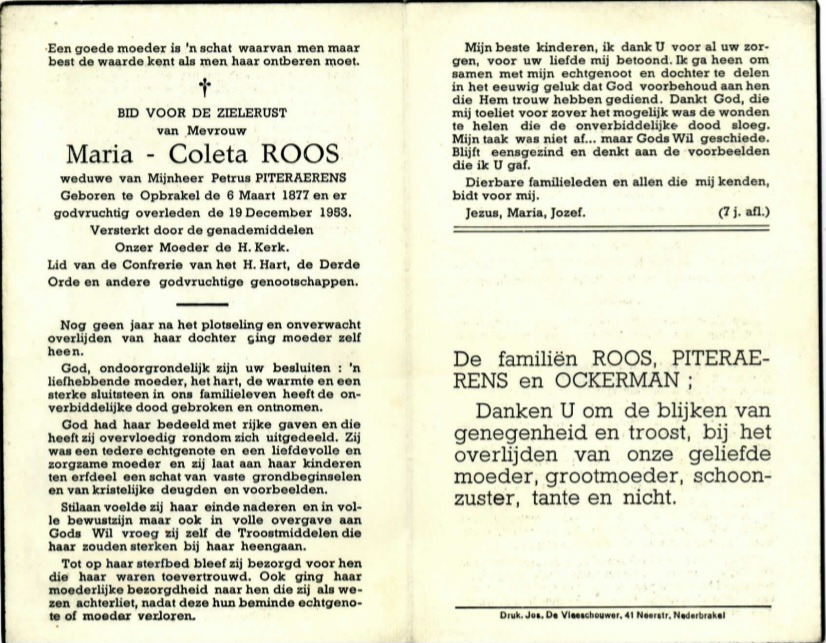 Een goede moeder is 'n schat waarvan men maar
best de waarde kent als men haar ontberen moet.
†
BID VOOR DE ZIELERUST
van Mevrouw
Maria - Coleta ROOS
weduwe van Mijnheer Petrus PITERAERENS
Geboren te Opbrakel de 6 Maart 1877 en er
godvruchtig overleden de 19 December 1953.
Versterkt door de genademiddelen
Onzer Moeder de H. Kerk.
Lid van de Confrerie van het H. Hart, de Derde
Orde en andere godvruchtige genootschappen.
Nog geen jaar na het plotseling en onverwacht
overlijden van haar dochter ging moeder zelf
heen.
God, ondoorgrondelijk zijn uw besluiten : 'n
liefhebbende moeder, het hart, de warmte en een
sterke sluitsteen in ons familieleven heeft de on-
verbiddelijke dood gebroken en ontnomen.
God had haar bedeeld met rijke gaven en die
heeft zij overvloedig rondom zich uitgedeeld. Zij
was een tedere echtgenote en een liefdevolle en
zorgzame moeder en zij laat aan haar kinderen
ten erfdeel een schat van vaste grondbeginselen
en van kristelijke deugden en voorbeelden.
Stilaan voelde zij haar einde naderen en in vol-
le bewustzijn maar ook in volle overgave aan
Gods Wil vroeg zij zelf de Troostmiddelen die
haar zouden sterken bij haar heengaan.
Tot op haar sterfbed bleef zij bezorgd voor hen
die haar waren toevertrouwd. Ook ging haar
moederlijke bezorgdheid naar hen die zij als we-
zen achterliet, nadat deze hun beminde echtgeno-
te of moeder verloren.
Mijn beste kinderen, ik dank U voor al uw zor-
gen, voor uw liefde mij betoond. Ik ga heen om
samen met mijn echtgenoot en dochter te delen
in het eeuwig geluk dat God voorbehoud aan hen
die Hem trouw hebben gediend. Dankt God, die
mij toeliet voor zover het mogelijk was de wonden
te helen die de onverbiddelijke dood sloeg.
Mijn taak was niet af... maar Gods Wil geschiede.
Blijft eensgezind en denkt aan de voorbeelden
die ik U gaf.
Dierbare familieleden en allen die mij kenden,
bidt voor mij.
Jezus, Maria, Jozef. (7 j. afl.)
De familiën ROOS, PITERAE-
RENS en OCKERMAN ;
Danken U om de blijken van
genegenheid en troost, bij het
overlijden van onze geliefde
moeder, grootmoeder, schoon-
zuster, tante en nicht.
Druk. Jos. De Vleeschouwer, 41 Neerstr. Nederbrakel